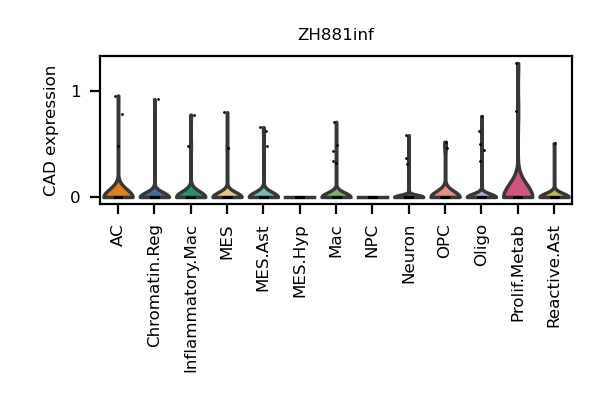 ZH881inf
CAD expression
1
0
AC
Chromatin.Reg
Inflammatory.Mac
MES
MES.Ast
MES.Hyp
Mac
NPC
Neuron
OPC
Oligo
Prolif.Metab
Reactive.Ast